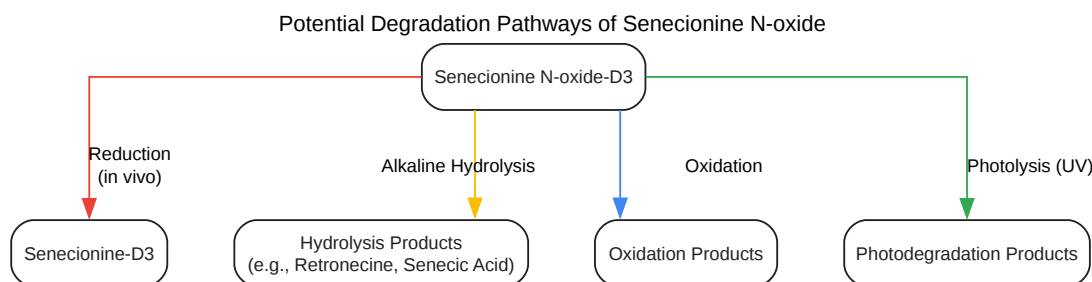 Potential Degradation Pathways of Senecionine N-oxide
Senecionine N-oxide-D3
Reduction
(in vivo)
Alkaline Hydrolysis
Oxidation
Photolysis (UV)
Senecionine-D3
Hydrolysis Products
(e.g., Retronecine, Senecic Acid)
Oxidation Products
Photodegradation Products